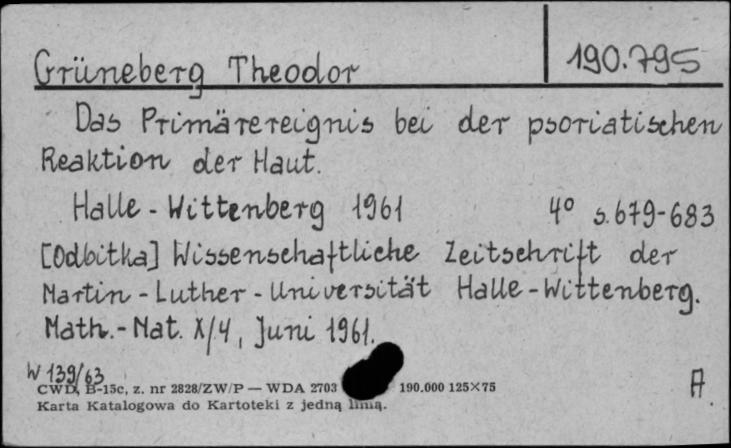 Grüneberg Theodor 190.795
Das Primärereignis bei der psoriatischen
Reaktion der Haut.
Halle - Wittenberg 1961 4° s. 679-683
[Odbitka] Wissenschaftliche Zeitschrift der
Martin - Luther - Universität Halle - Wittenberg.
Math. - Nat. X/4, Juni 1961.
W 139/63
CWD, B-15c, z. nr 2828/ZW/P — WDA 2703 190.000 125×75
Karta Katalogowa do Kartoteki z jedną linią.
A